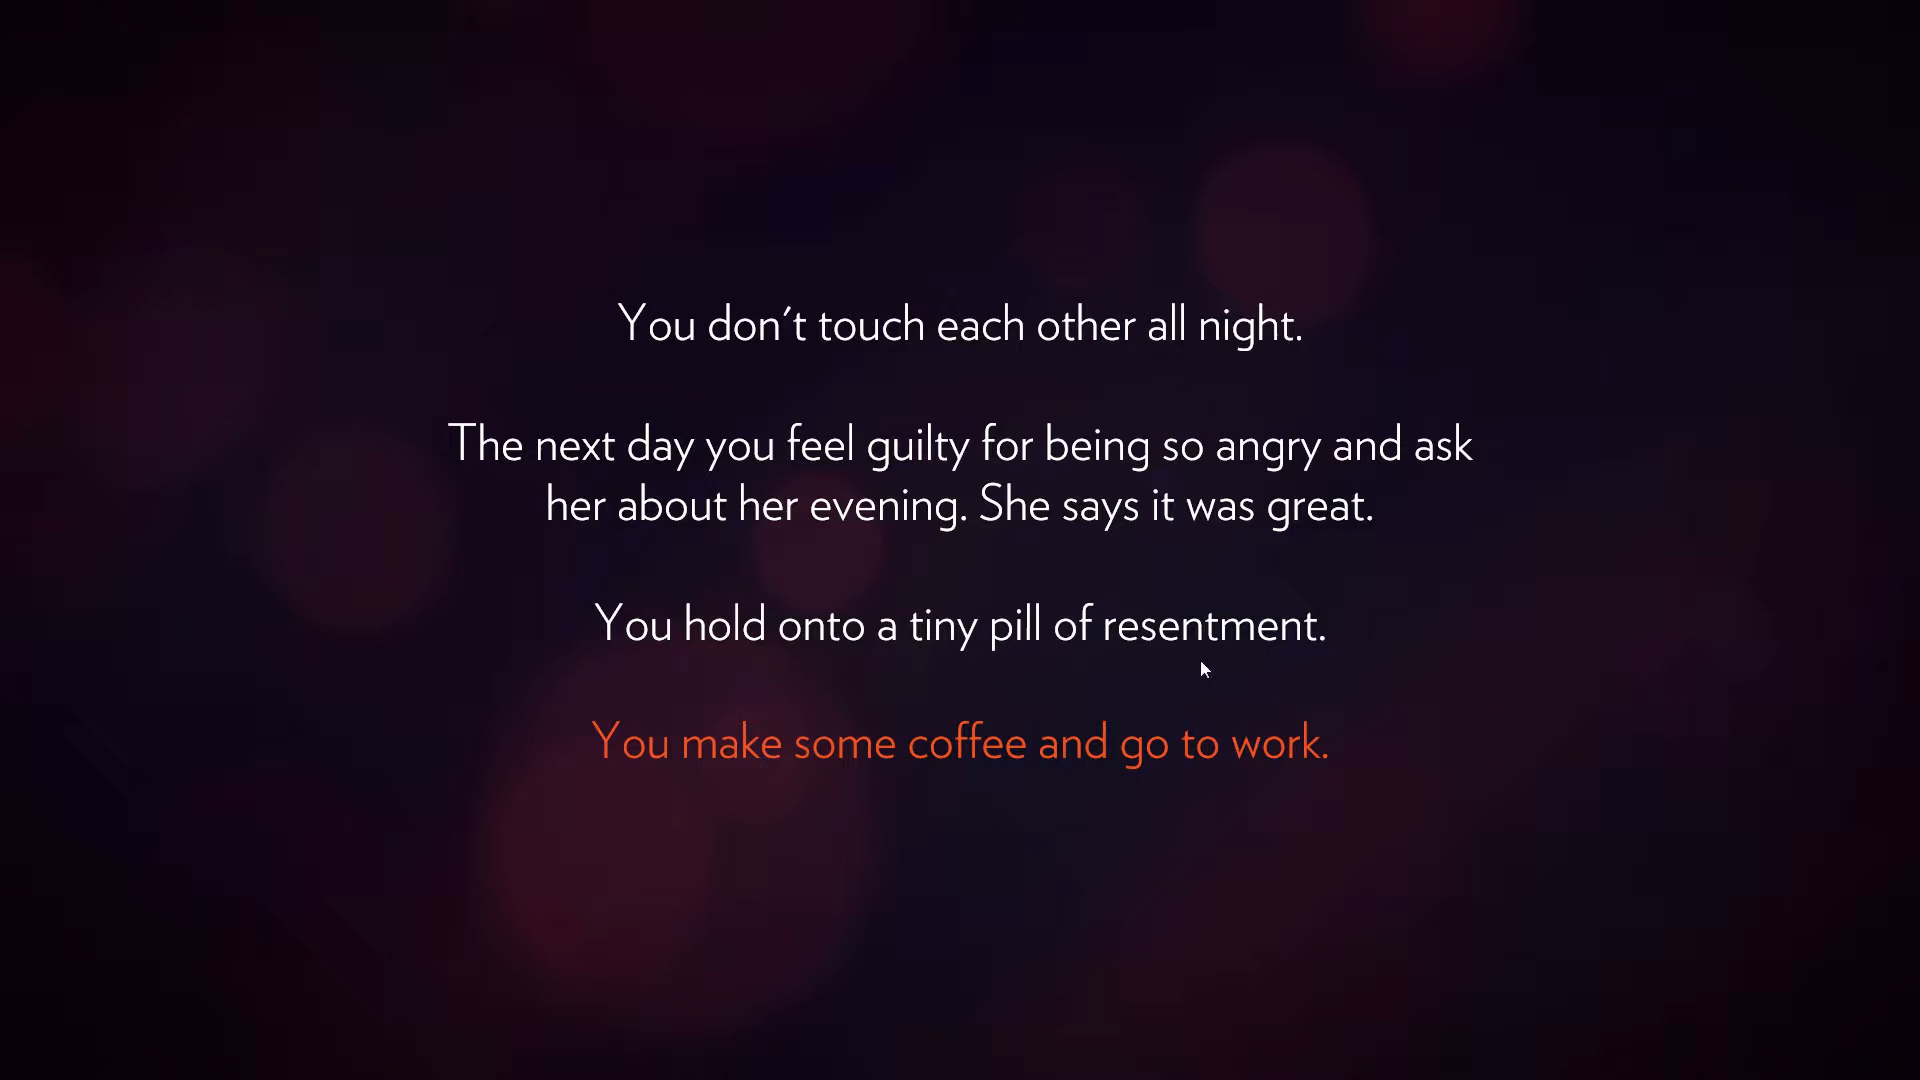 You don't touch each other all night.
The next day you feel guilty for being so angry and ask
her about her evening. She says it was great.
You hold onto a tiny pill of resentment.
You make some coffee and go to work.